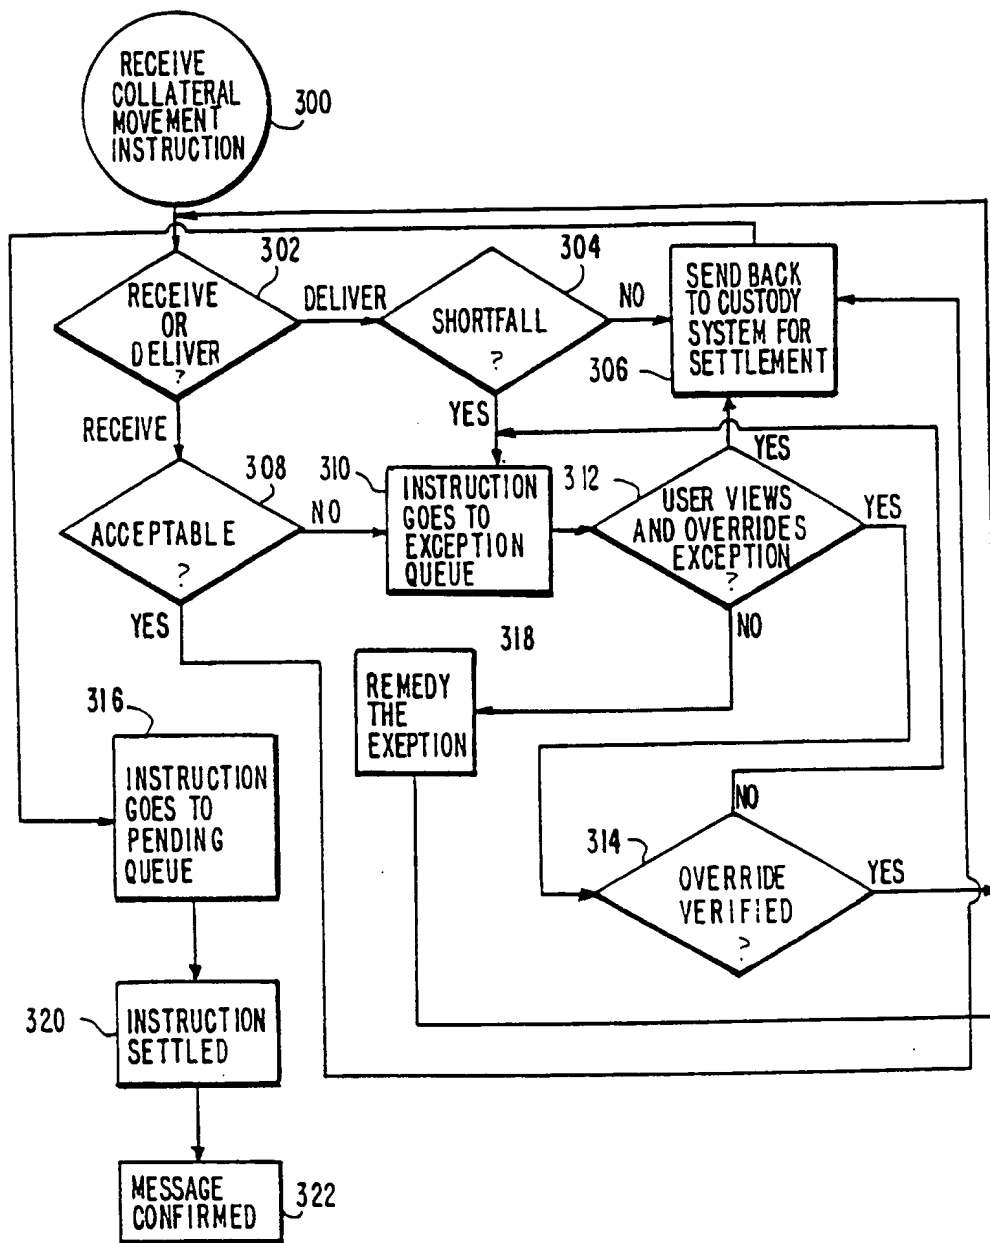 RECEIVE
COLLATERAL
MOVEMENT
INSTRUCTION
300
302
RECEIVE
OR
DELIVER
?
DELIVER
304
SHORTFALL
?
NO
SEND BACK
TO CUSTODY
SYSTEM FOR
SETTLEMENT
306
RECEIVE
YES
308
ACCEPTABLE
?
NO
310
INSTRUCTION
GOES TO
EXCEPTION
QUEUE
312
YES
USER VIEWS
AND OVERRIDES
EXCEPTION
?
YES
NO
YES
318
REMEDY
THE
EXEPTION
316
INSTRUCTION
GOES TO
PENDING
QUEUE
NO
314
OVERRIDE
VERIFIED
?
YES
320
INSTRUCTION
SETTLED
MESSAGE
CONFIRMED
322